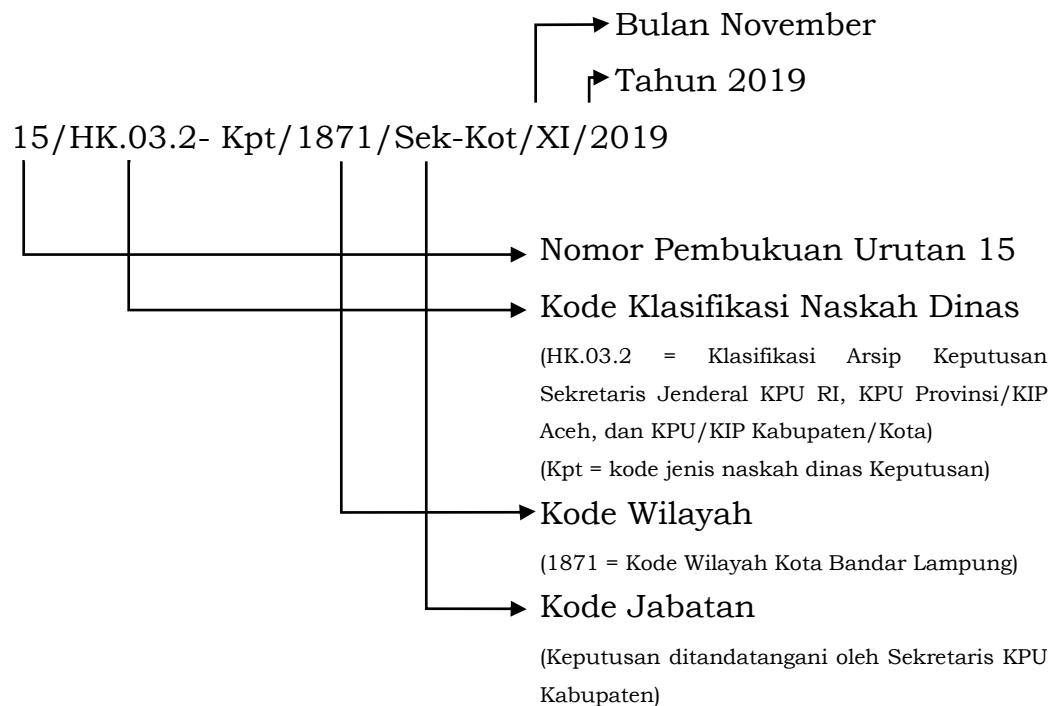 Bulan November
Tahun 2019
15/HK.03.2- Kpt/1871/Sek-Kot/XI/2019
Nomor Pembukuan Urutan 15
Kode Klasifikasi Naskah Dinas
(HK.03.2 = Klasifikasi Arsip Keputusan
Sekretaris Jenderal KPU RI, KPU Provinsi/KIP
Aceh, dan KPU/KIP Kabupaten/Kota)
(Kpt = kode jenis naskah dinas Keputusan)
Kode Wilayah
(1871 = Kode Wilayah Kota Bandar Lampung)
Kode Jabatan
(Keputusan ditandatangani oleh Sekretaris KPU
Kabupaten)